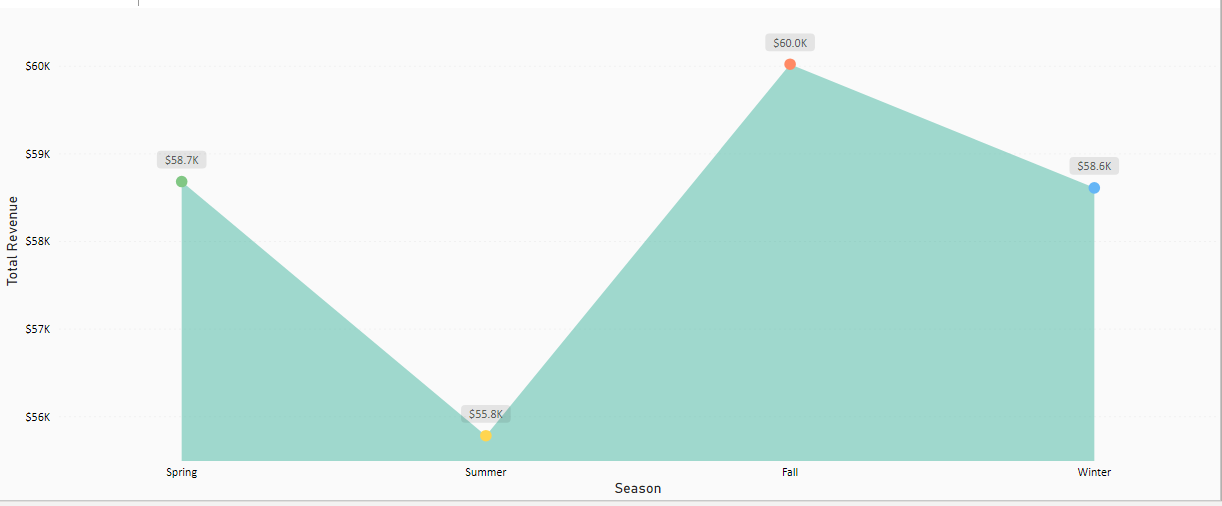 $60.0K
$60K
$59K
$58.7K
$58.6K
$58K
$57K
$56K
$55.8K
Total Revenue
Spring
Summer
Fall
Winter
Season